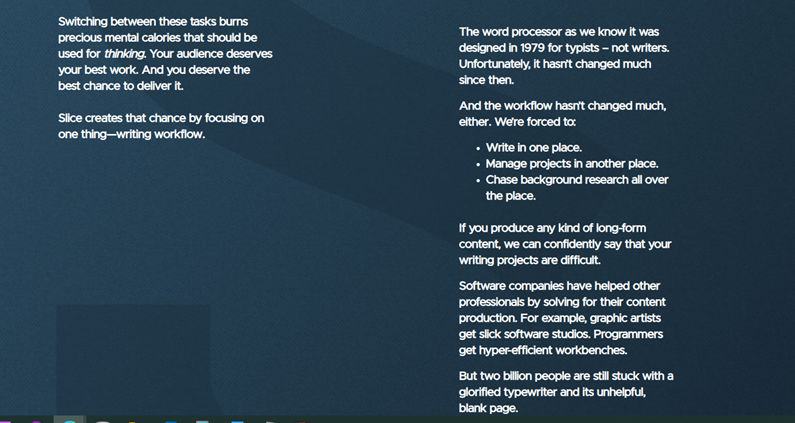 Switching between these tasks burns
precious mental calories that should be
used for thinking. Your audience deserves
your best work. And you deserve the
best chance to deliver it.
Slice creates that chance by focusing on
one thing—writing workflow.
The word processor as we know it was
designed in 1979 for typists – not writers.
Unfortunately, it hasn't changed much
since then.
And the workflow hasn't changed much,
either. We're forced to:
• Write in one place.
• Manage projects in another place.
• Chase background research all over
the place.
If you produce any kind of long-form
content, we can confidently say that your
writing projects are difficult.
Software companies have helped other
professionals by solving for their content
production. For example, graphic artists
get slick software studios. Programmers
get hyper-efficient workbenches.
But two billion people are still stuck with a
glorified typewriter and its unhelpful,
blank page.